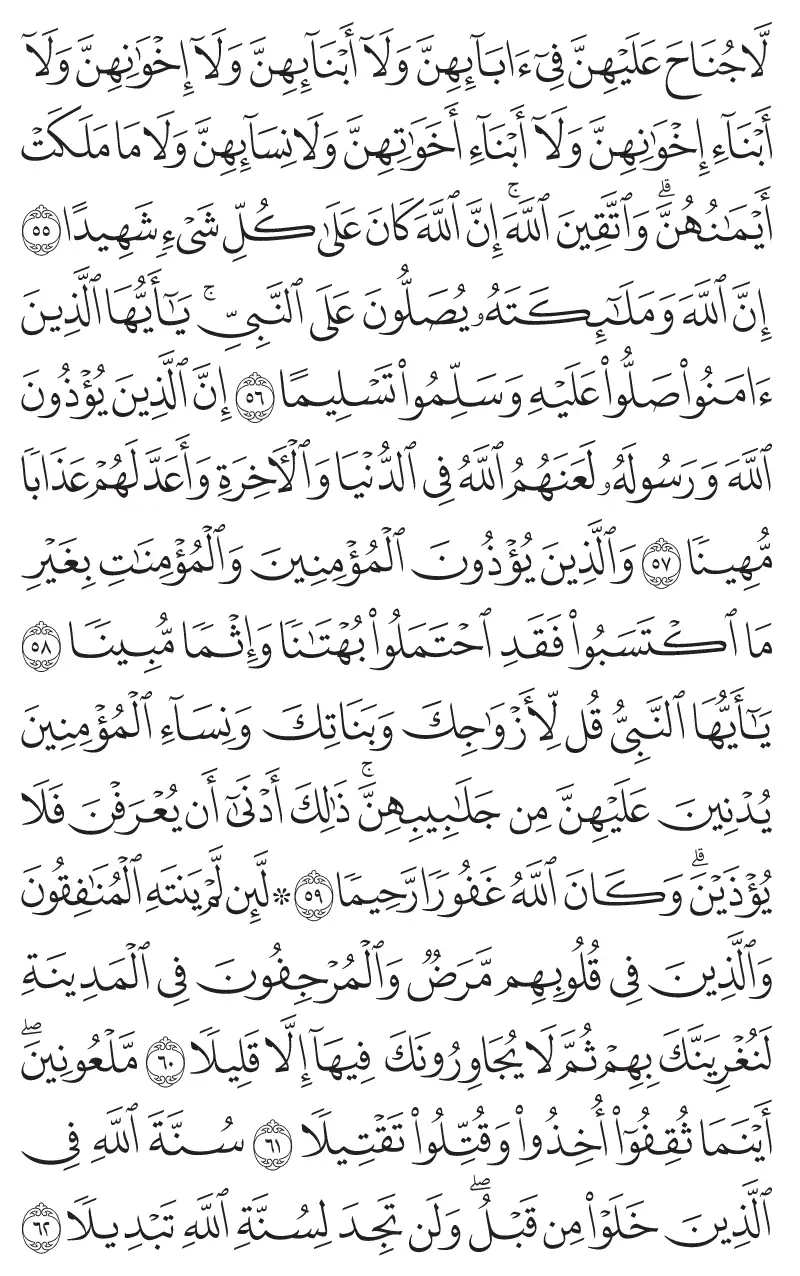 لَّا جُنَاحَ عَلَيْهِنَّ فِىٓ ءَابَآئِهِنَّ وَلَآ أَبْنَآئِهِنَّ وَلَآ إِخْوَٰنِهِنَّ وَلَآ
أَبْنَآءِ إِخْوَٰنِهِنَّ وَلَآ أَبْنَآءِ أَخَوَٰتِهِنَّ وَلَا نِسَآئِهِنَّ وَلَا مَا مَلَكَتْ
أَيْمَـٰنُهُنَّ ۗ وَٱتَّقِينَ ٱللَّهَ ۚ إِنَّ ٱللَّهَ كَانَ عَلَىٰ كُلِّ شَىْءٍ شَهِيدًا ٥٥
إِنَّ ٱللَّهَ وَمَلَـٰٓئِكَتَهُۥ يُصَلُّونَ عَلَى ٱلنَّبِىِّ ۚ يَـٰٓأَيُّهَا ٱلَّذِينَ
ءَامَنُوا۟ صَلُّوا۟ عَلَيْهِ وَسَلِّمُوا۟ تَسْلِيمًا ٥٦ إِنَّ ٱلَّذِينَ يُؤْذُونَ
ٱللَّهَ وَرَسُولَهُۥ لَعَنَهُمُ ٱللَّهُ فِى ٱلدُّنْيَا وَٱلْـَٔاخِرَةِ وَأَعَدَّ لَهُمْ عَذَابًا
مُّهِينًا ٥٧ وَٱلَّذِينَ يُؤْذُونَ ٱلْمُؤْمِنِينَ وَٱلْمُؤْمِنَـٰتِ بِغَيْرِ
مَا ٱكْتَسَبُوا۟ فَقَدِ ٱحْتَمَلُوا۟ بُهْتَـٰنًا وَإِثْمًا مُّبِينًا ٥٨
يَـٰٓأَيُّهَا ٱلنَّبِىُّ قُل لِّأَزْوَٰجِكَ وَبَنَاتِكَ وَنِسَآءِ ٱلْمُؤْمِنِينَ
يُدْنِينَ عَلَيْهِنَّ مِن جَلَـٰبِيبِهِنَّ ۚ ذَٰلِكَ أَدْنَىٰٓ أَن يُعْرَفْنَ فَلَا
يُؤْذَيْنَ ۗ وَكَانَ ٱللَّهُ غَفُورًا رَّحِيمًا ٥٩ ۞ لَّئِن لَّمْ يَنتَهِ ٱلْمُنَـٰفِقُونَ
وَٱلَّذِينَ فِى قُلُوبِهِم مَّرَضٌ وَٱلْمُرْجِفُونَ فِى ٱلْمَدِينَةِ
لَنُغْرِيَنَّكَ بِهِمْ ثُمَّ لَا يُجَاوِرُونَكَ فِيهَآ إِلَّا قَلِيلًا ٦٠ مَّلْعُونِينَ ۖ
أَيْنَمَا ثُقِفُوٓا۟ أُخِذُوا۟ وَقُتِّلُوا۟ تَقْتِيلًا ٦١ سُنَّةَ ٱللَّهِ فِى
ٱلَّذِينَ خَلَوْا۟ مِن قَبْلُ ۖ وَلَن تَجِدَ لِسُنَّةِ ٱللَّهِ تَبْدِيلًا ٦٢